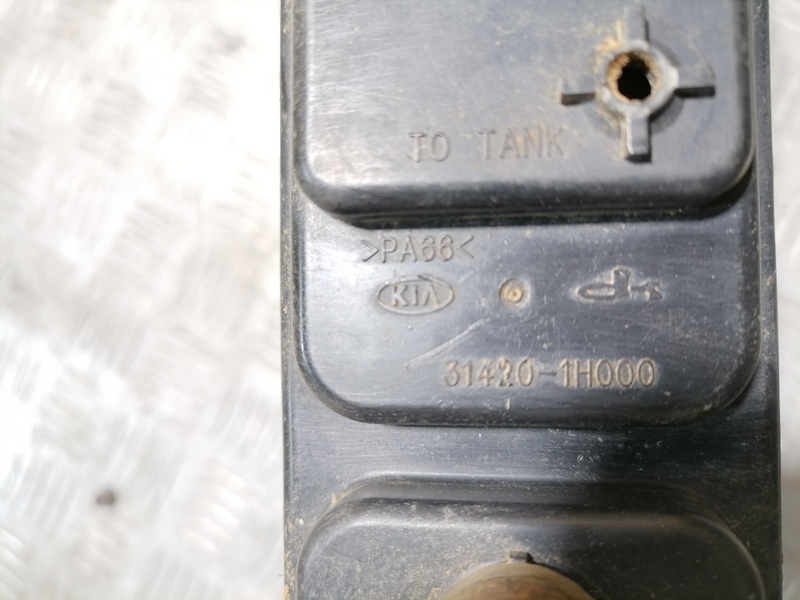 TO TANK
>PA66<
KIA
31420-1H000